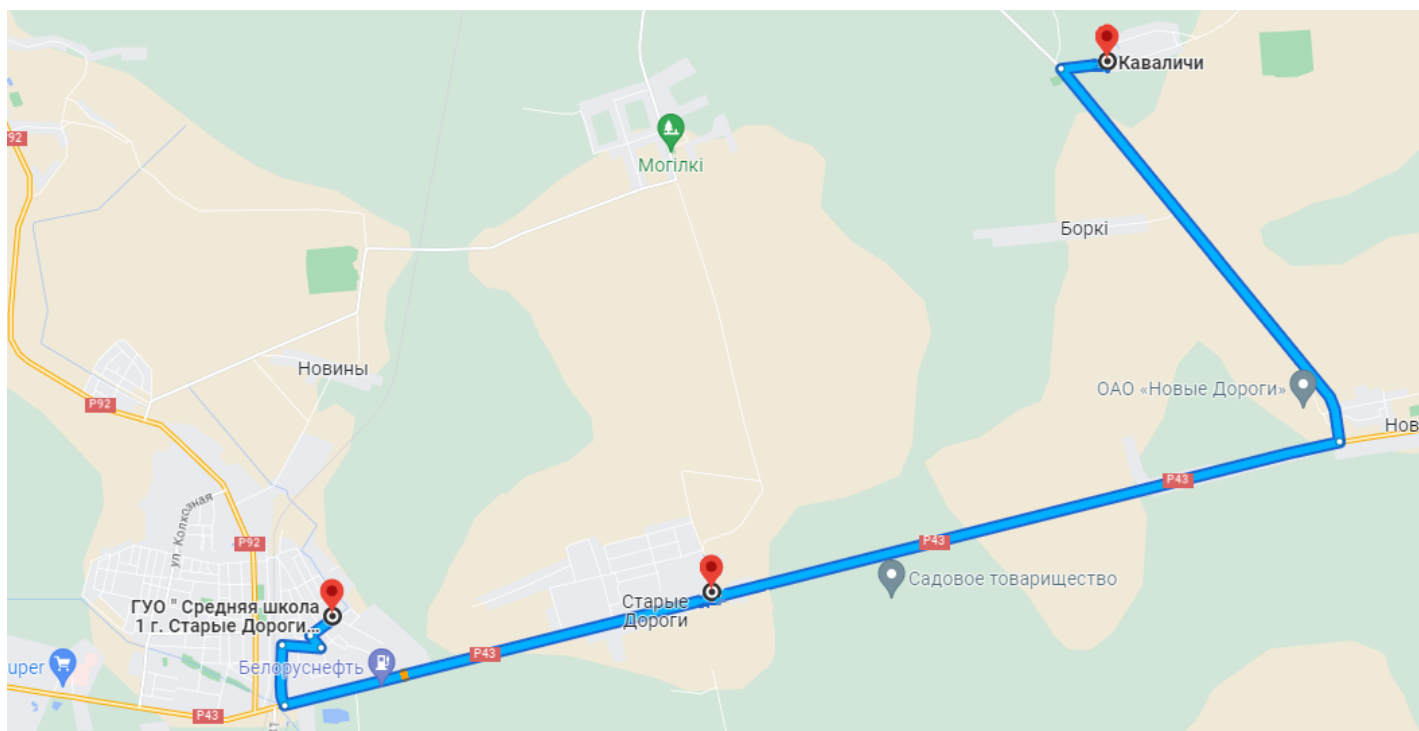 Каваличи
92
Могілкі
Боркі
Новины
ОАО «Новые Дороги»
P92
Нов
P43
ул. Колхозная
P92
P43
Садовое товарищество
ГУО " Средняя школа
1 г. Старые Дороги...
Старые
Дороги
uper
Белоруснефть
P43
P43